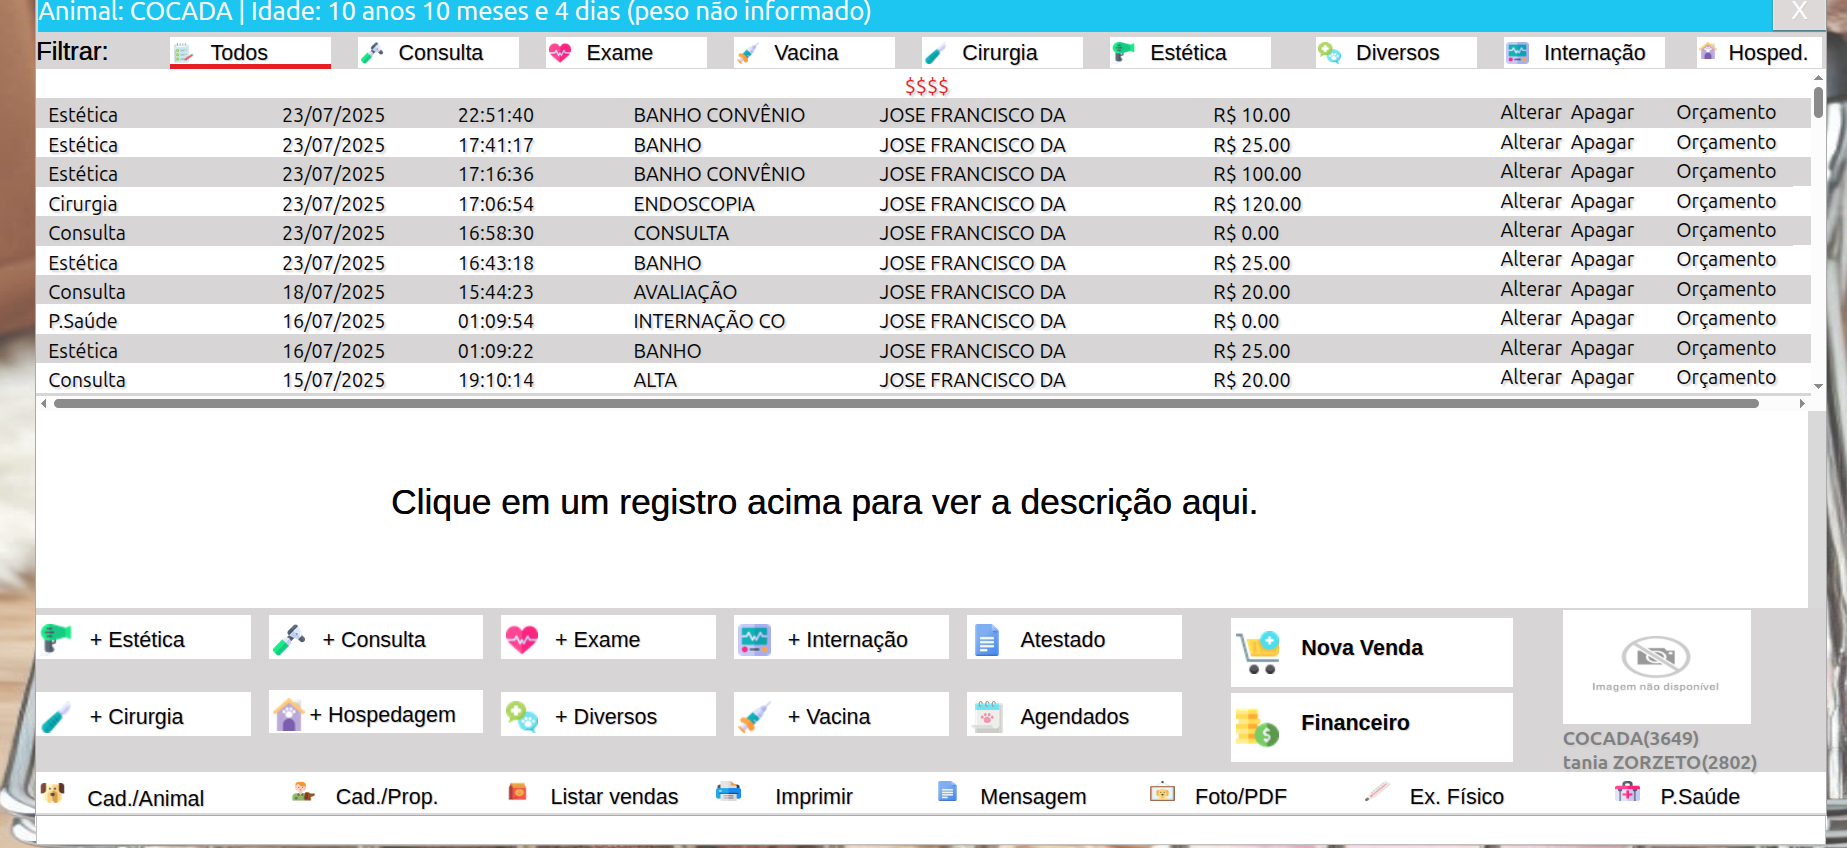 Animal: COCADA | Idade: 10 anos 10 meses e 4 dias (peso não informado) X
Filtrar: Todos Consulta Exame Vacina Cirurgia Estética Diversos Internação Hosped.
$$$$
Estética 23/07/2025 22:51:40 BANHO CONVÊNIO JOSE FRANCISCO DA R$ 10.00 Alterar Apagar Orçamento
Estética 23/07/2025 17:41:17 BANHO JOSE FRANCISCO DA R$ 25.00 Alterar Apagar Orçamento
Estética 23/07/2025 17:16:36 BANHO CONVÊNIO JOSE FRANCISCO DA R$ 100.00 Alterar Apagar Orçamento
Cirurgia 23/07/2025 17:06:54 ENDOSCOPIA JOSE FRANCISCO DA R$ 120.00 Alterar Apagar Orçamento
Consulta 23/07/2025 16:58:30 CONSULTA JOSE FRANCISCO DA R$ 0.00 Alterar Apagar Orçamento
Estética 23/07/2025 16:43:18 BANHO JOSE FRANCISCO DA R$ 25.00 Alterar Apagar Orçamento
Consulta 18/07/2025 15:44:23 AVALIAÇÃO JOSE FRANCISCO DA R$ 20.00 Alterar Apagar Orçamento
P.Saúde 16/07/2025 01:09:54 INTERNAÇÃO CO JOSE FRANCISCO DA R$ 0.00 Alterar Apagar Orçamento
Estética 16/07/2025 01:09:22 BANHO JOSE FRANCISCO DA R$ 25.00 Alterar Apagar Orçamento
Consulta 15/07/2025 19:10:14 ALTA JOSE FRANCISCO DA R$ 20.00 Alterar Apagar Orçamento
Clique em um registro acima para ver a descrição aqui.
+ Estética + Consulta + Exame + Internação Atestado Nova Venda
Imagem não disponível
+ Cirurgia + Hospedagem + Diversos + Vacina Agendados Financeiro
COCADA(3649)
tania ZORZETO(2802)
Cad./Animal Cad./Prop. Listar vendas Imprimir Mensagem Foto/PDF Ex. Físico P.Saúde